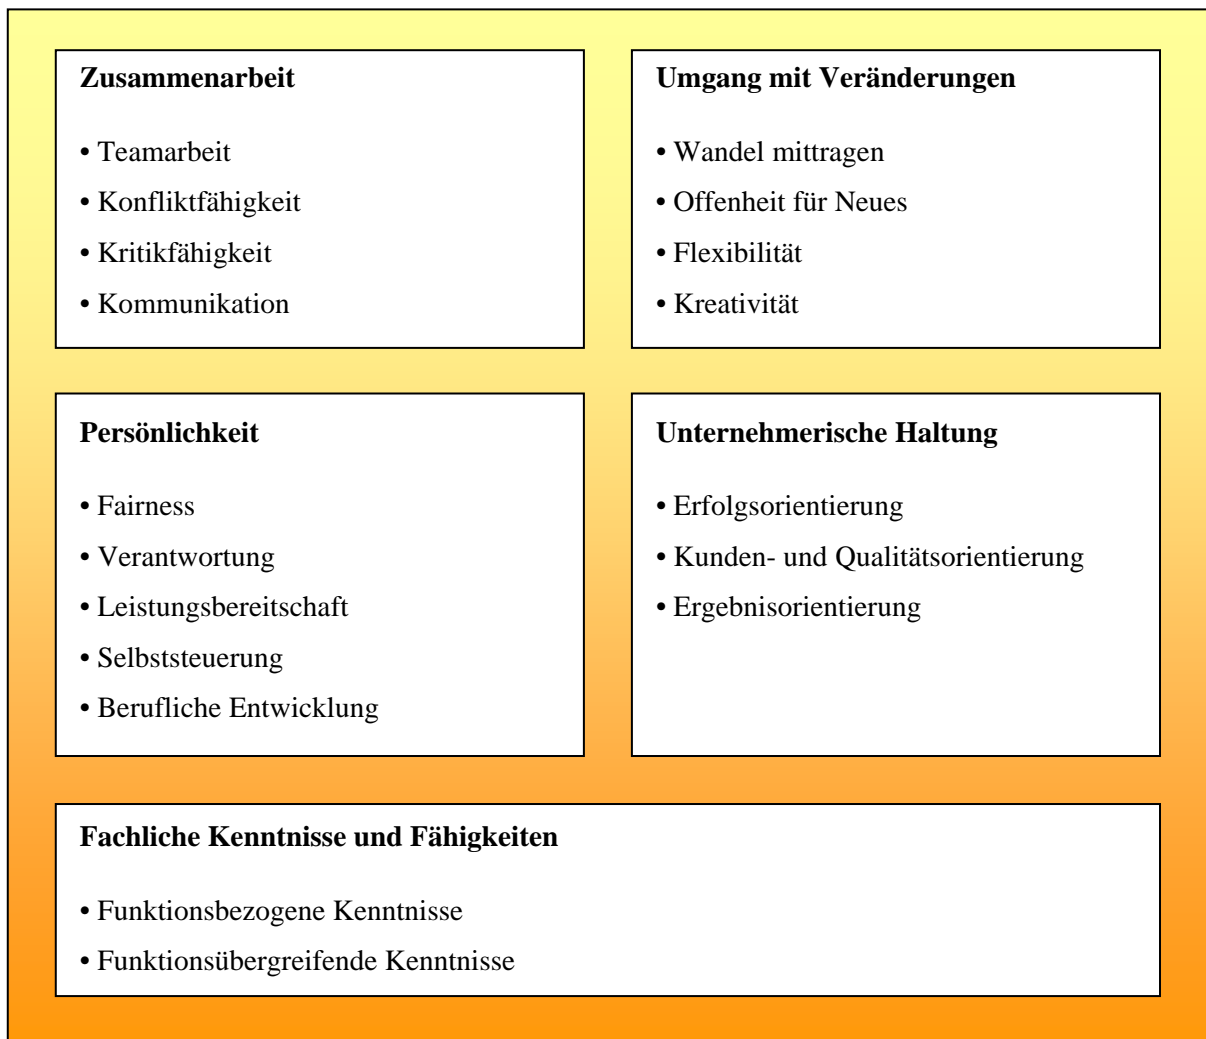 Zusammenarbeit
• Teamarbeit
• Konfliktfähigkeit
• Kritikfähigkeit
• Kommunikation
Umgang mit Veränderungen
• Wandel mittragen
• Offenheit für Neues
• Flexibilität
• Kreativität
Persönlichkeit
• Fairness
• Verantwortung
• Leistungsbereitschaft
• Selbststeuerung
• Berufliche Entwicklung
Unternehmerische Haltung
• Erfolgsorientierung
• Kunden- und Qualitätsorientierung
• Ergebnisorientierung
Fachliche Kenntnisse und Fähigkeiten
• Funktionsbezogene Kenntnisse
• Funktionsübergreifende Kenntnisse